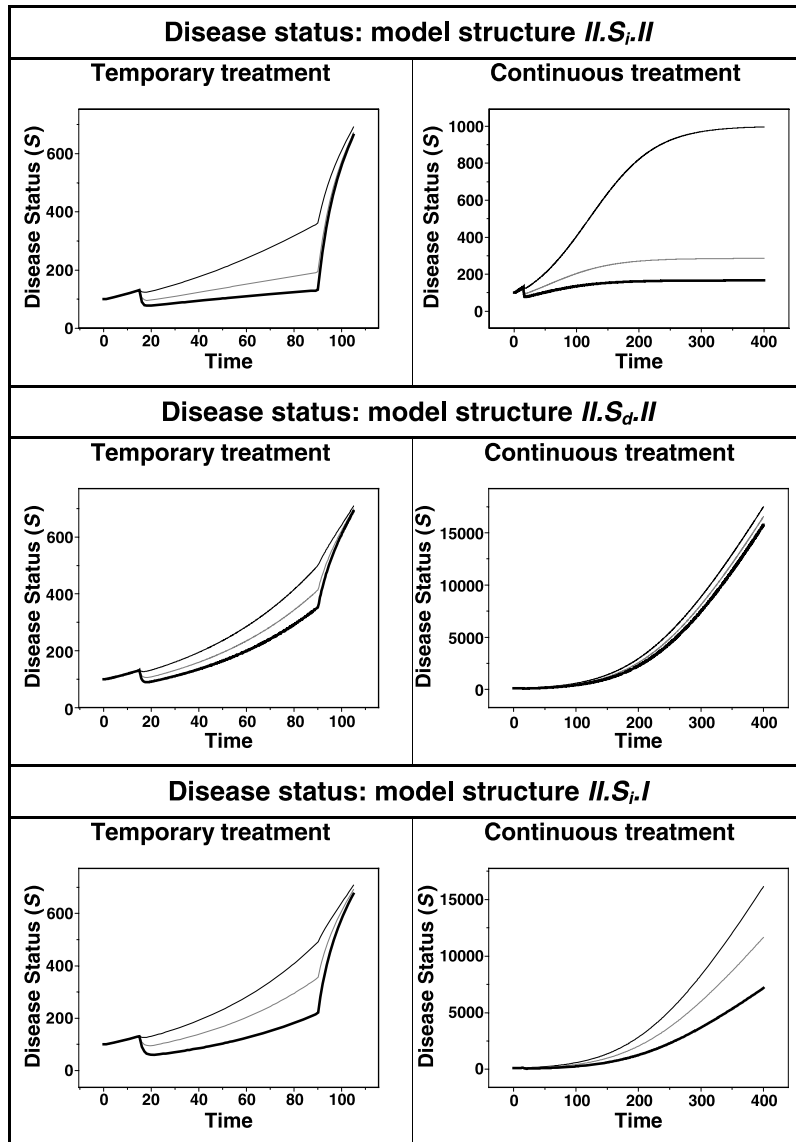 Disease status: model structure II.Si.II
Temporary treatment
Continuous treatment
Disease Status (S)
600
400
200
0
0 20 40 60 80 100
Time
Disease Status (S)
1000
800
600
400
200
0
0 100 200 300 400
Time
Disease status: model structure II.Sd.II
Temporary treatment
Continuous treatment
Disease Status (S)
600
400
200
0
0 20 40 60 80 100
Time
Disease Status (S)
15000
10000
5000
0
0 100 200 300 400
Time
Disease status: model structure II.Si.I
Temporary treatment
Continuous treatment
Disease Status (S)
600
400
200
0
0 20 40 60 80 100
Time
Disease Status (S)
15000
10000
5000
0
0 100 200 300 400
Time